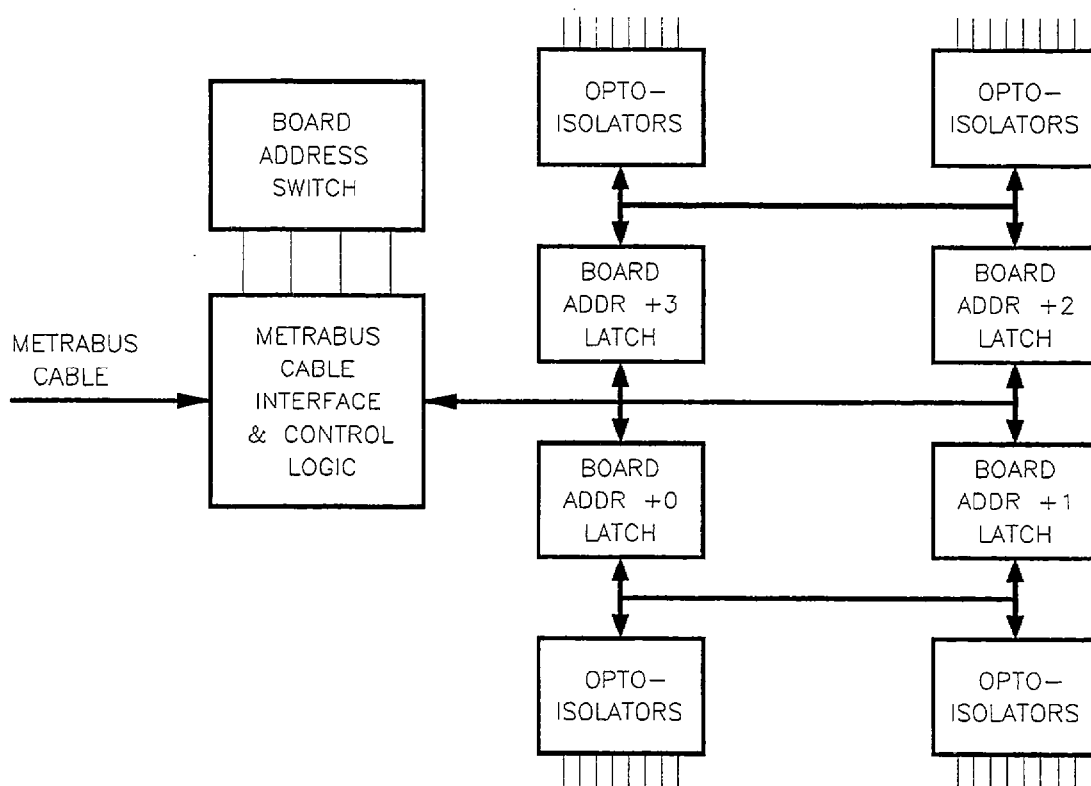 OPTO-
ISOLATORS
OPTO-
ISOLATORS
BOARD
ADDRESS
SWITCH
BOARD
ADDR +3
LATCH
BOARD
ADDR +2
LATCH
METRABUS
CABLE
METRABUS
CABLE
INTERFACE
& CONTROL
LOGIC
BOARD
ADDR +0
LATCH
BOARD
ADDR +1
LATCH
OPTO-
ISOLATORS
OPTO-
ISOLATORS